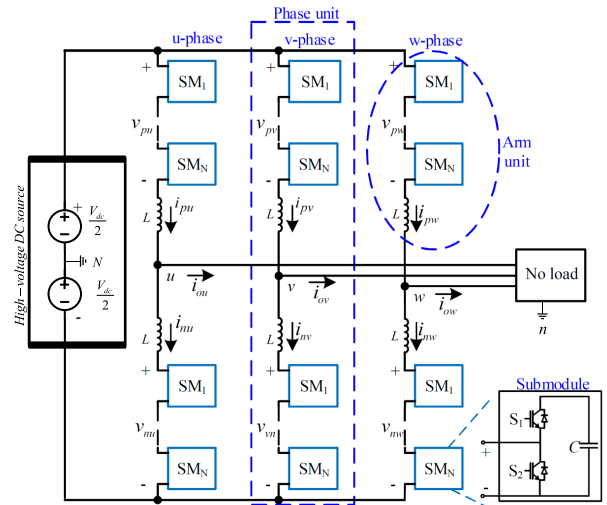 Phase unit
u-phase
v-phase
w-phase
+ SM1
+ SM1
+ SM1
vpu
vpv
vpw
Arm unit
- SMN
- SMN
- SMN
L ipu
L ipv
L ipw
High-voltage DC source
+ Vdc/2
N
Vdc/2 -
u iou
v iov
w iow
No load
n
L inu
L inv
L inw
+ SM1
+ SM1
+ SM1
vnu
vvn
vnw
- SMN
- SMN
- SMN
Submodule
S1
S2
C
+
-